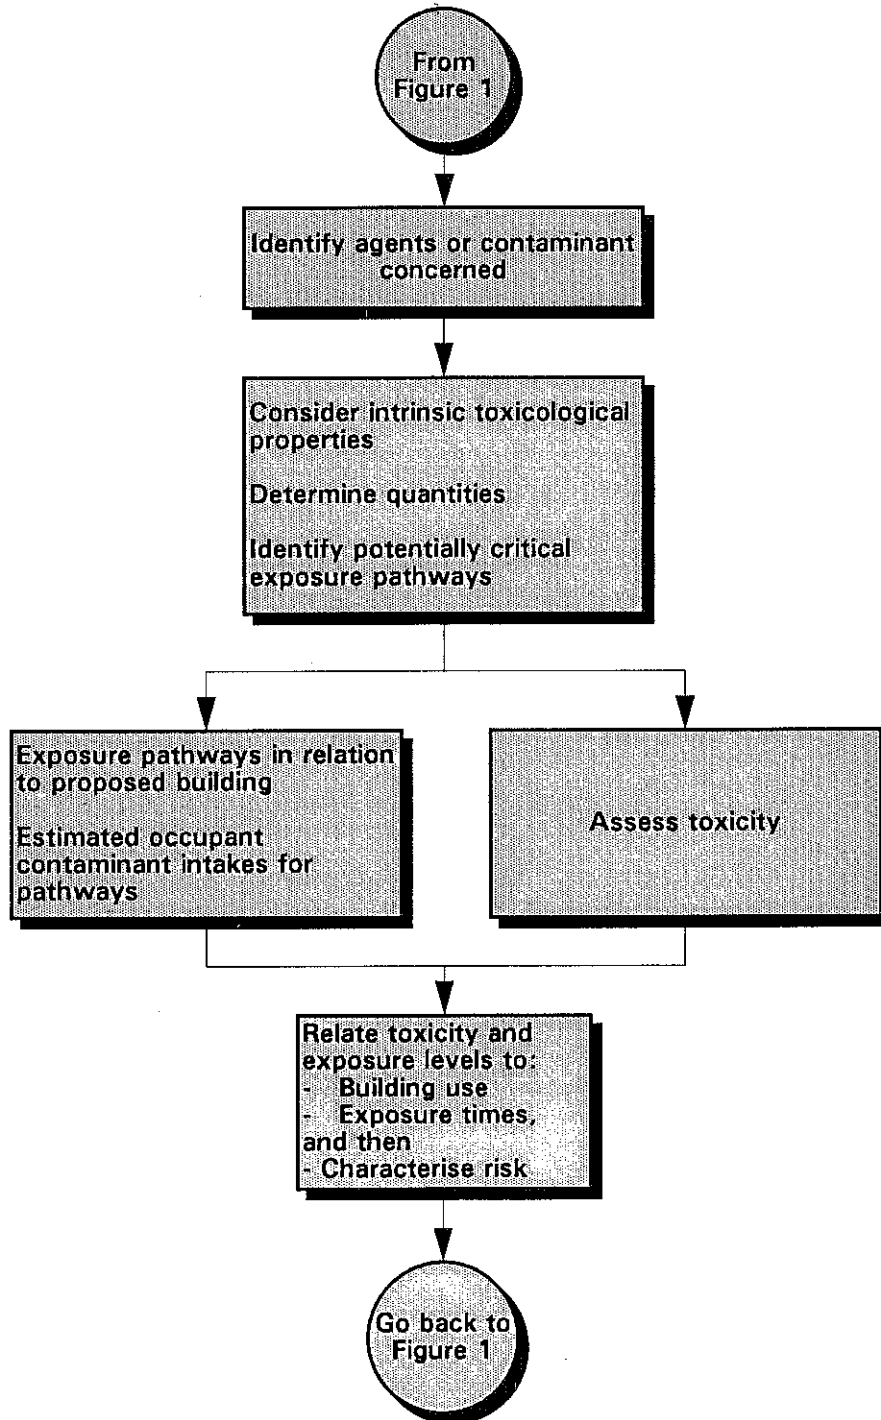 From
Figure 1
Identify agents or contaminant
concerned
Consider intrinsic toxicological
properties
Determine quantities
Identify potentially critical
exposure pathways
Exposure pathways in relation
to proposed building
Estimated occupant
contaminant intakes for
pathways
Assess toxicity
Relate toxicity and
exposure levels to:
- Building use
- Exposure times,
and then
- Characterise risk
Go back to
Figure 1